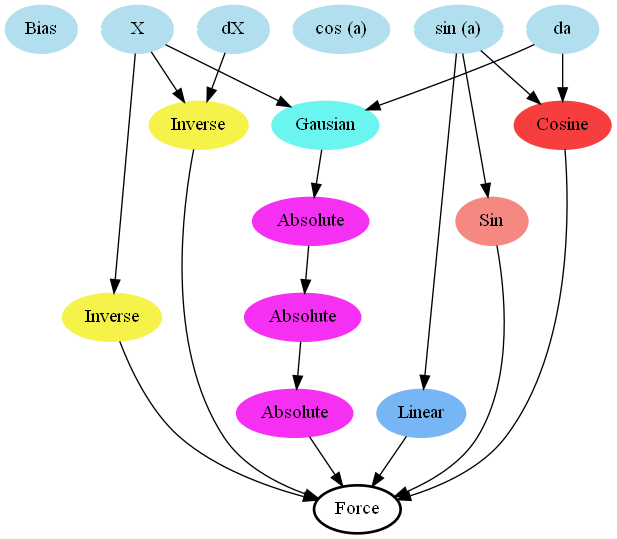 Bias
X
dX
cos (a)
sin (a)
da
Inverse
Gausian
Cosine
Absolute
Sin
Inverse
Absolute
Absolute
Linear
Force